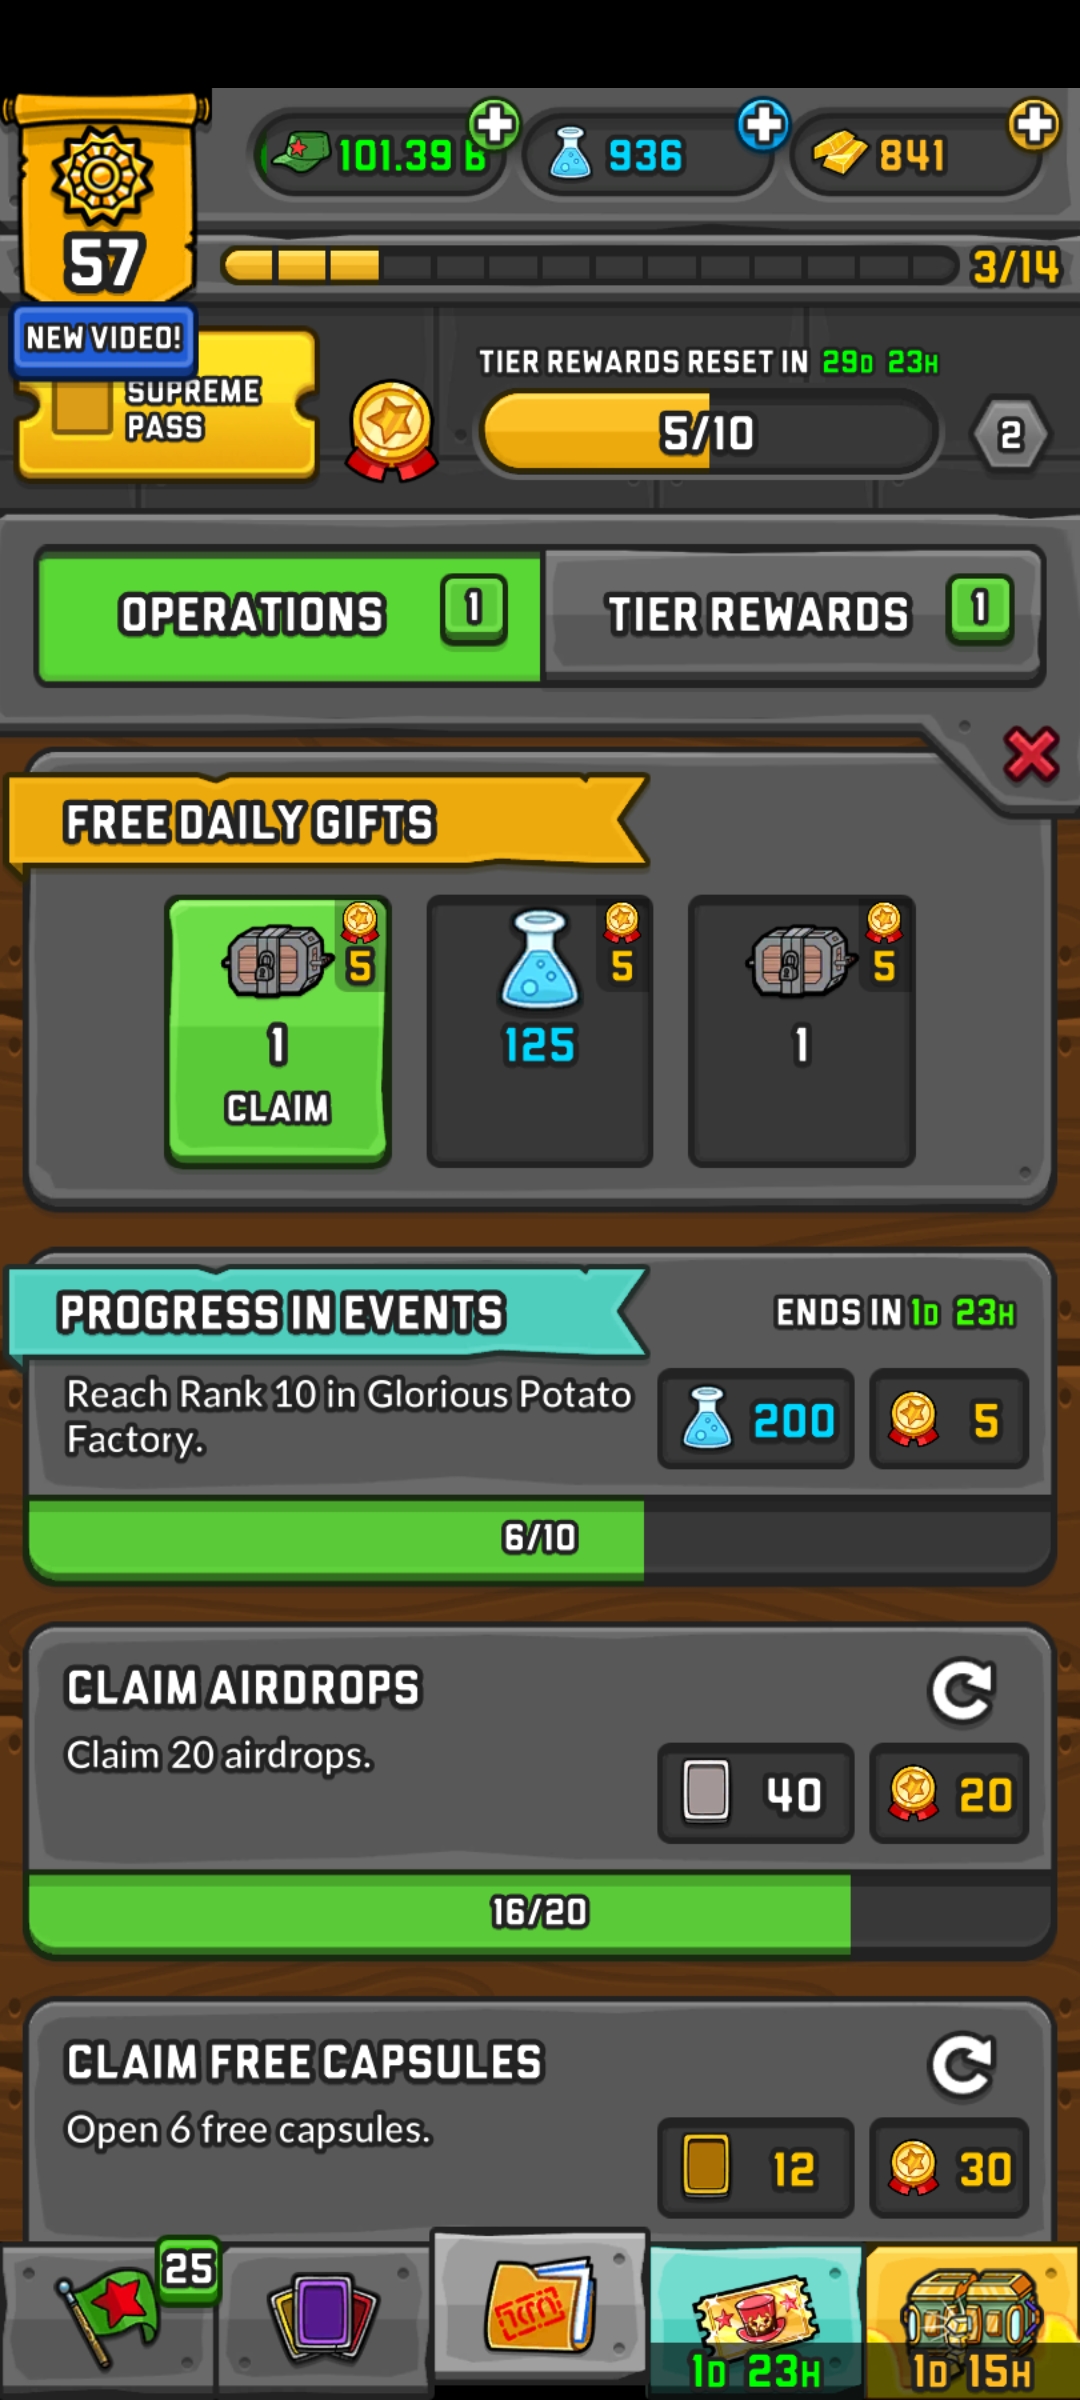 101.39 B
936
841
57
3/14
NEW VIDEO!
SUPREME
PASS
TIER REWARDS RESET IN 29D 23H
5/10
2
OPERATIONS 1
TIER REWARDS 1
FREE DAILY GIFTS
5
1
CLAIM
5
125
5
1
PROGRESS IN EVENTS
ENDS IN 1D 23H
Reach Rank 10 in Glorious Potato
Factory.
200
5
6/10
CLAIM AIRDROPS
Claim 20 airdrops.
40
20
16/20
CLAIM FREE CAPSULES
Open 6 free capsules.
12
30
25
1D 23H
1D 15H